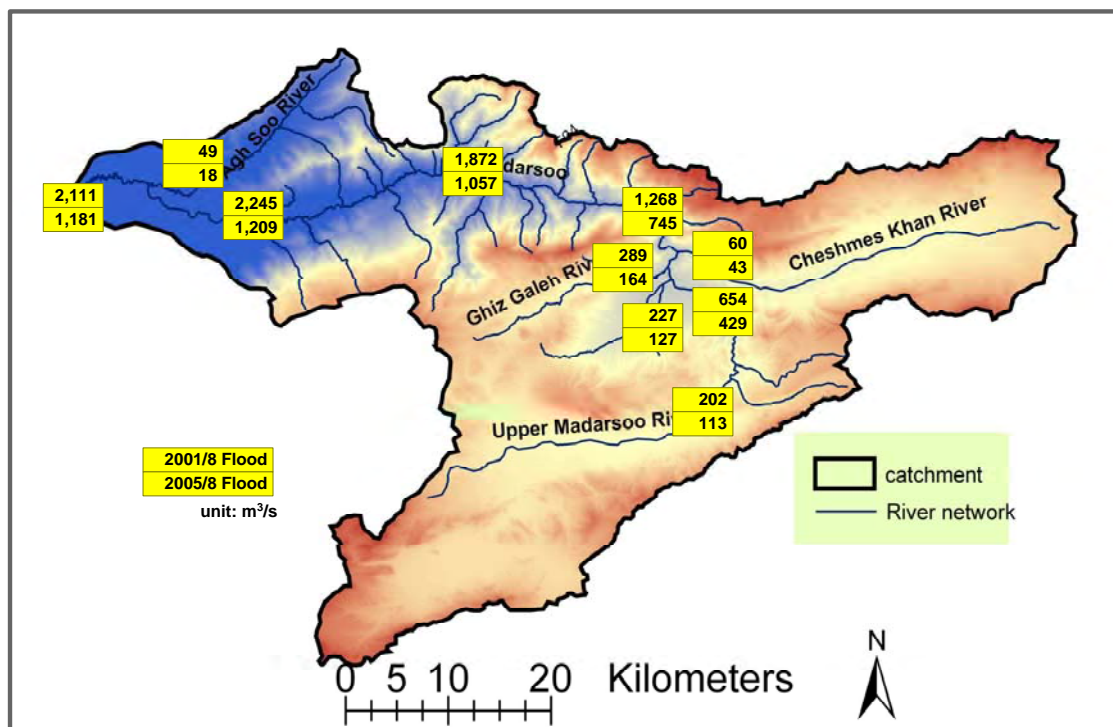 Agh Soo River
49
18
2,111
1,181
2,245
1,209
1,872
1,057
darsoo
1,268
745
60
43
Cheshmes Khan River
289
164
Ghiz Galeh Riv
654
429
227
127
202
113
Upper Madarsoo Ri
2001/8 Flood
2005/8 Flood
unit: m³/s
catchment
River network
N
0 5 10 20 Kilometers